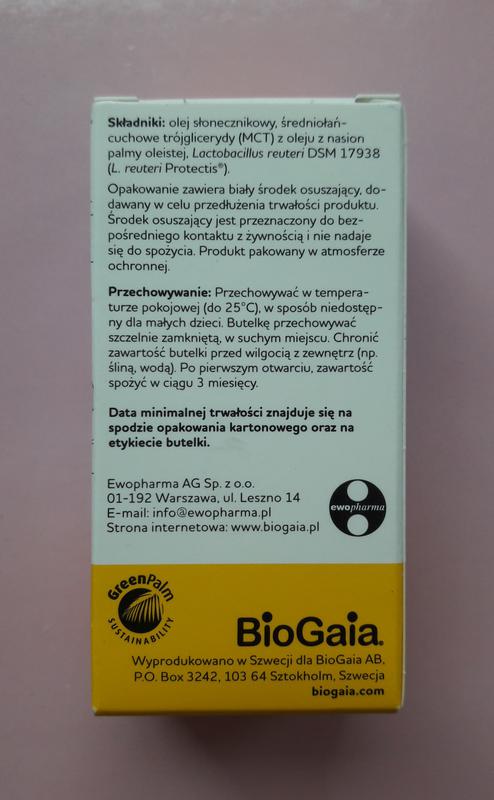 Składniki: olej słonecznikowy, średniołań-
cuchowe trójglicerydy (MCT) z oleju z nasion
palmy oleistej, Lactobacillus reuteri DSM 17938
(L. reuteri Protectis®).
Opakowanie zawiera biały środek osuszający, do-
dawany w celu przedłużenia trwałości produktu.
Środek osuszający jest przeznaczony do bez-
pośredniego kontaktu z żywnością i nie nadaje
się do spożycia. Produkt pakowany w atmosferze
ochronnej.
Przechowywanie: Przechowywać w tempera-
turze pokojowej (do 25°C), w sposób niedostęp-
ny dla małych dzieci. Butelkę przechowywać
szczelnie zamkniętą, w suchym miejscu. Chronić
zawartość butelki przed wilgocią z zewnętrz (np.
śliną, wodą). Po pierwszym otwarciu, zawartość
spożyć w ciągu 3 miesięcy.
Data minimalnej trwałości znajduje się na
spodzie opakowania kartonowego oraz na
etykiecie butelki.
Ewopharma AG Sp. z o.o.
01-192 Warszawa, ul. Leszno 14
E-mail: info@ewopharma.pl
Strona internetowa: www.biogaia.pl
ewopharma
GreenPalm
SUSTAINABILITY
BioGaia®
Wyprodukowano w Szwecji dla BioGaia AB,
P.O. Box 3242, 103 64 Sztokholm, Szwecja
biogaia.com